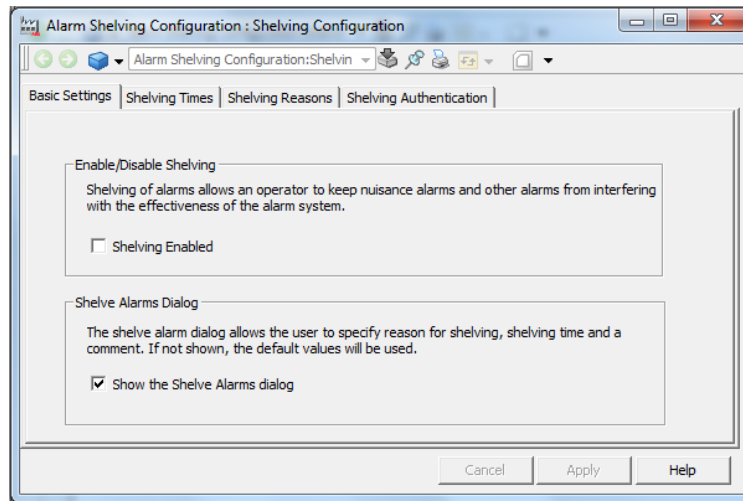 Alarm Shelving Configuration : Shelving Configuration
Alarm Shelving Configuration:Shelvin
Basic Settings Shelving Times Shelving Reasons Shelving Authentication
Enable/Disable Shelving
Shelving of alarms allows an operator to keep nuisance alarms and other alarms from interfering
with the effectiveness of the alarm system.
Shelving Enabled
Shelve Alarms Dialog
The shelve alarm dialog allows the user to specify reason for shelving, shelving time and a
comment. If not shown, the default values will be used.
Show the Shelve Alarms dialog
Cancel Apply Help